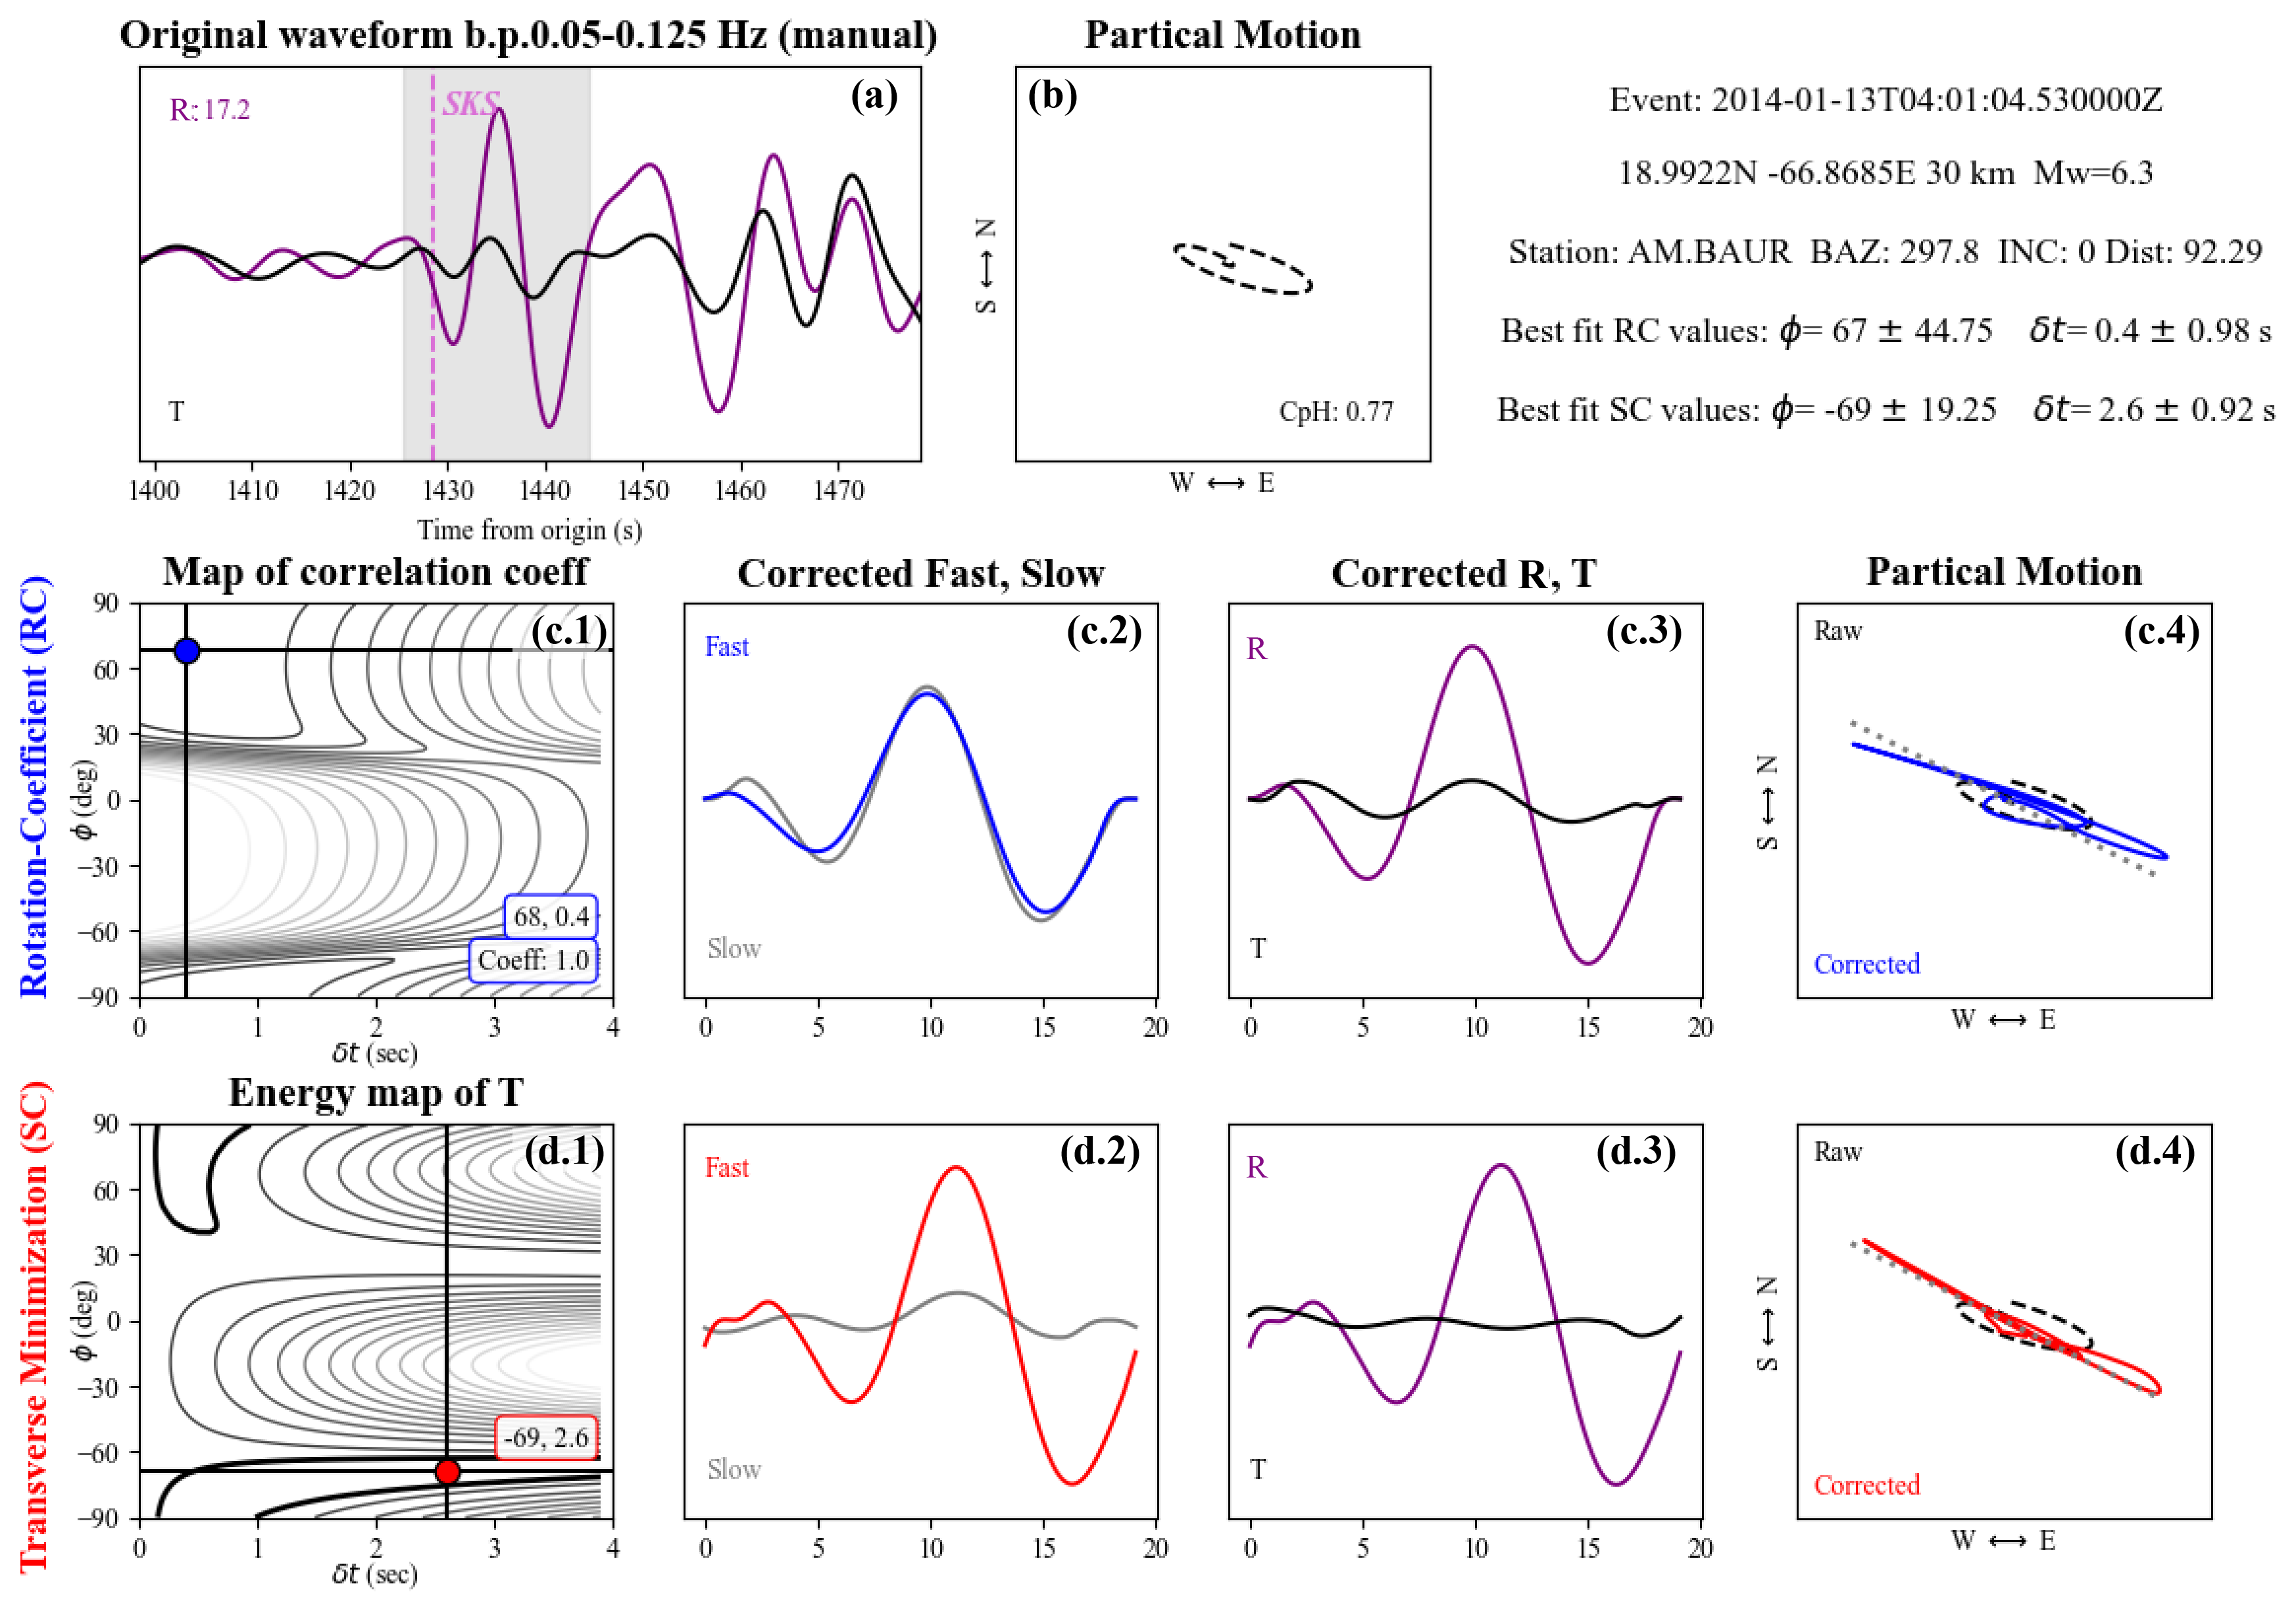 Original waveform b.p.0.05-0.125 Hz (manual)
R: 17.2
SKS
(a)
T
1400 1410 1420 1430 1440 1450 1460 1470
Time from origin (s)
Partical Motion
(b)
S ⟷ N
CpH: 0.77
W ⟷ E
Event: 2014-01-13T04:01:04.530000Z
18.9922N -66.8685E 30 km Mw=6.3
Station: AM.BAUR BAZ: 297.8 INC: 0 Dist: 92.29
Best fit RC values: ϕ= 67 ± 44.75 δt= 0.4 ± 0.98 s
Best fit SC values: ϕ= -69 ± 19.25 δt= 2.6 ± 0.92 s
Rotation-Coefficient (RC)
Map of correlation coeff
(c.1)
90
60
30
0
−30
−60
−90
ϕ (deg)
68, 0.4
Coeff: 1.0
0 1 2 3 4
δt (sec)
Corrected Fast, Slow
Fast
(c.2)
Slow
0 5 10 15 20
Corrected R, T
R
(c.3)
T
0 5 10 15 20
Partical Motion
Raw
(c.4)
S ⟷ N
Corrected
W ⟷ E
Transverse Minimization (SC)
Energy map of T
(d.1)
90
60
30
0
−30
−60
−90
ϕ (deg)
-69, 2.6
0 1 2 3 4
δt (sec)
Fast
(d.2)
Slow
0 5 10 15 20
R
(d.3)
T
0 5 10 15 20
Raw
(d.4)
S ⟷ N
Corrected
W ⟷ E